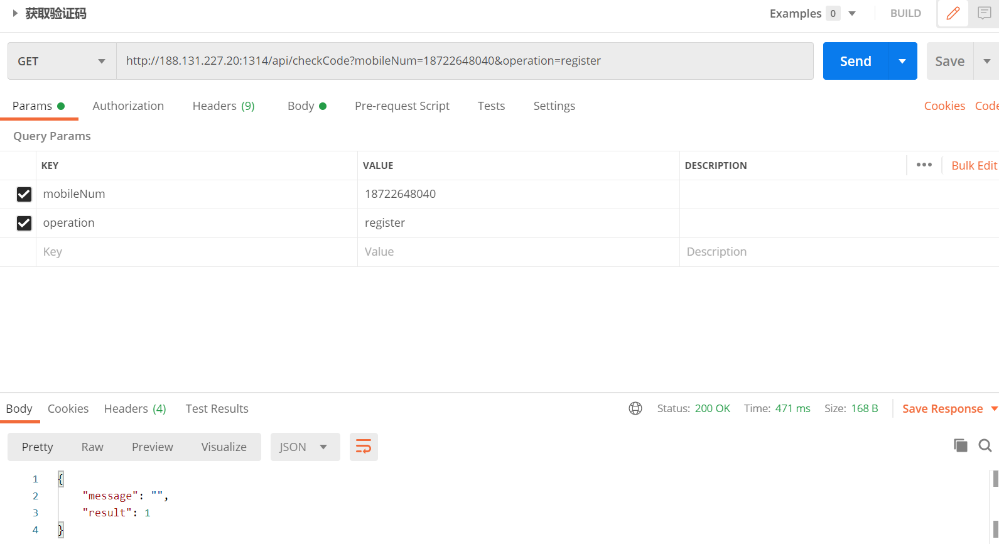 获取验证码
Examples 0
BUILD
GET
http://188.131.227.20:1314/api/checkCode?mobileNum=18722648040&operation=register
Send
Save
Params
Authorization
Headers (9)
Body
Pre-request Script
Tests
Settings
Cookies
Code
Query Params
KEY VALUE DESCRIPTION
Bulk Edit
mobileNum 18722648040
operation register
Key Value Description
Body
Cookies
Headers (4)
Test Results
Status: 200 OK
Time: 471 ms
Size: 168 B
Save Response
Pretty
Raw
Preview
Visualize
JSON
1 {
2 "message": "",
3 "result": 1
4 }